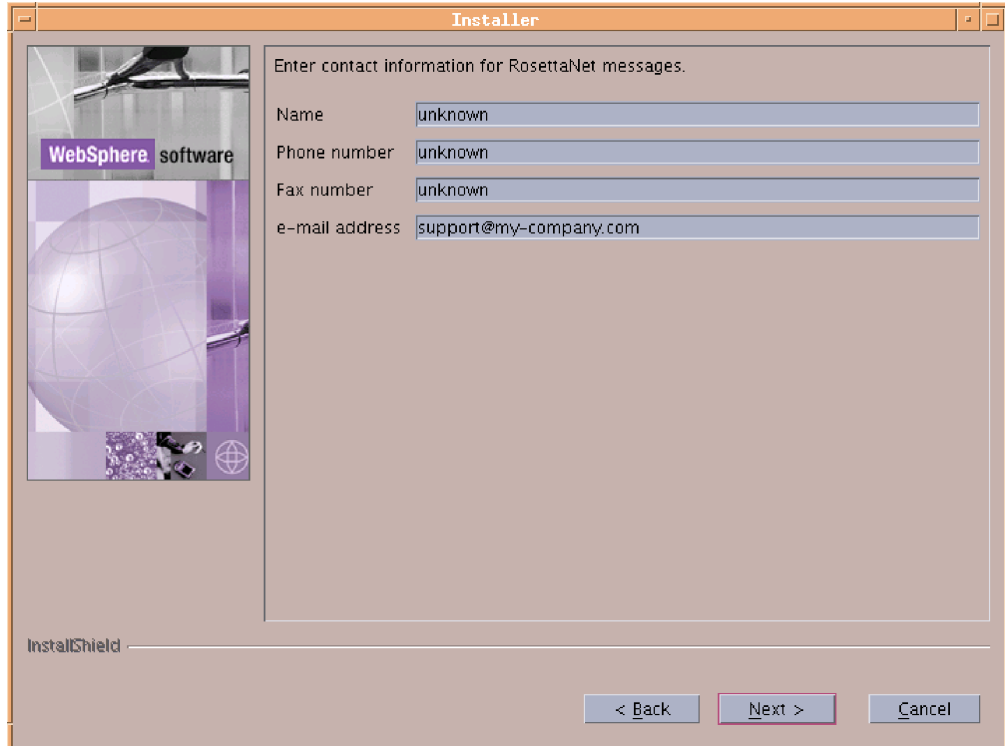 Installer
WebSphere software
Enter contact information for RosettaNet messages.
Name unknown
Phone number unknown
Fax number unknown
e-mail address support@my-company.com
InstallShield
< Back Next > Cancel